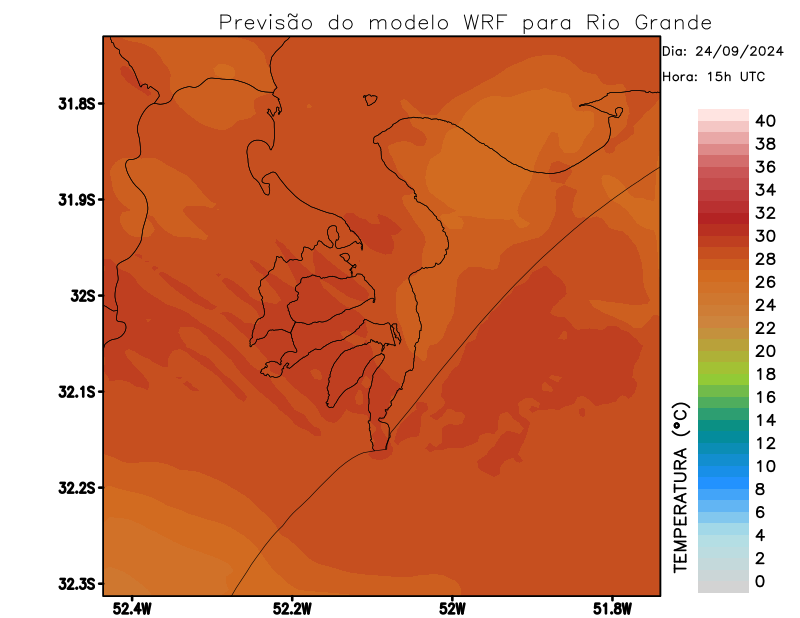 Previsão do modelo WRF para Rio Grande
Dia: 24/09/2024
Hora: 15h UTC
31.8S
31.9S
32S
32.1S
32.2S
32.3S
52.4W
52.2W
52W
51.8W
TEMPERATURA (°C)
40
38
36
34
32
30
28
26
24
22
20
18
16
14
12
10
8
6
4
2
0